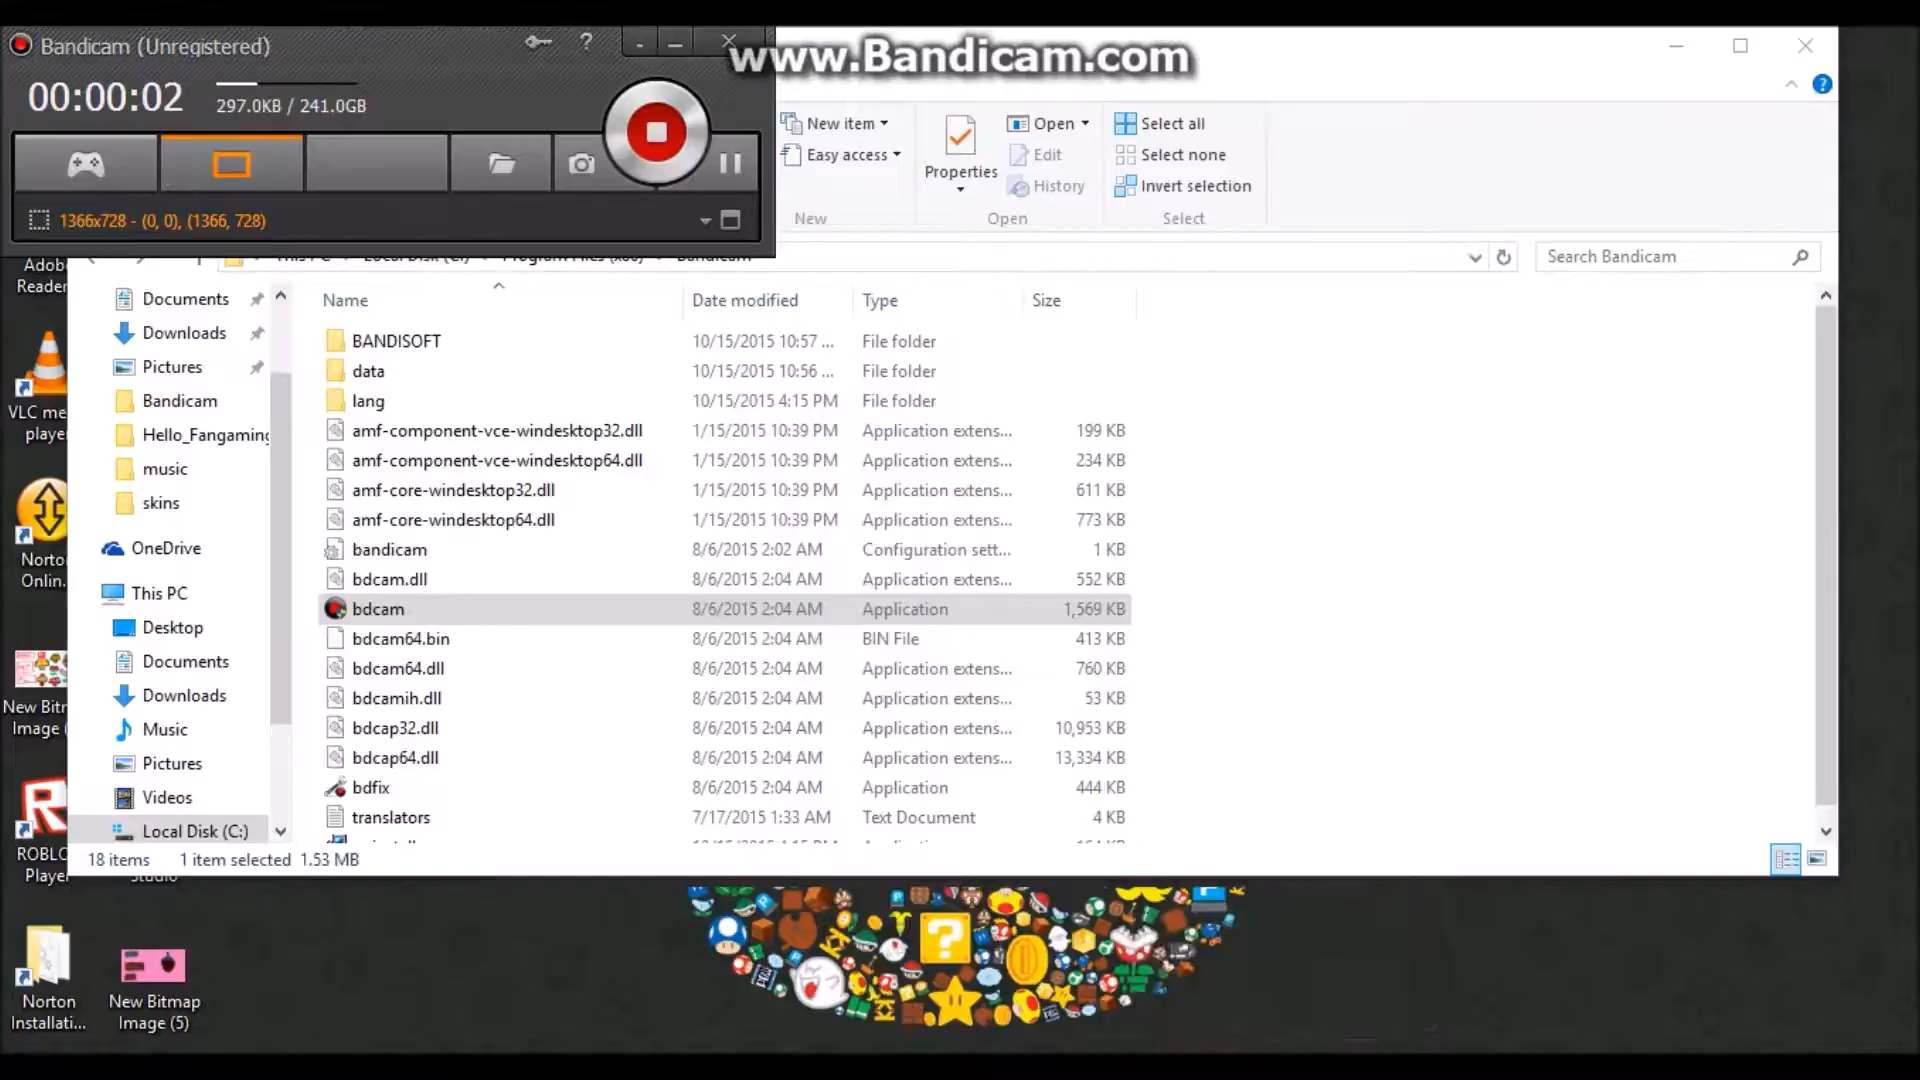 Bandicam (Unregistered)
www.Bandicam.com
00:00:02
297.0KB / 241.0GB
1366x728 - (0, 0), (1366, 728)
New item
Easy access
New
Properties
Open
Edit
History
Open
Select all
Select none
Invert selection
Select
Search Bandicam
Adob
Reader
VLC me
player
Norto
Onlin.
New Bitr
Image (
ROBLO
Player
Norton
Installati...
New Bitmap
Image (5)
Documents
Downloads
Pictures
Bandicam
Hello_Fangaming
music
skins
OneDrive
This PC
Desktop
Documents
Downloads
Music
Pictures
Videos
Local Disk (C:)
Name Date modified Type Size
BANDISOFT 10/15/2015 10:57 ... File folder
data 10/15/2015 10:56 ... File folder
lang 10/15/2015 4:15 PM File folder
amf-component-vce-windesktop32.dll 1/15/2015 10:39 PM Application extens... 199 KB
amf-component-vce-windesktop64.dll 1/15/2015 10:39 PM Application extens... 234 KB
amf-core-windesktop32.dll 1/15/2015 10:39 PM Application extens... 611 KB
amf-core-windesktop64.dll 1/15/2015 10:39 PM Application extens... 773 KB
bandicam 8/6/2015 2:02 AM Configuration sett... 1 KB
bdcam.dll 8/6/2015 2:04 AM Application extens... 552 KB
bdcam 8/6/2015 2:04 AM Application 1,569 KB
bdcam64.bin 8/6/2015 2:04 AM BIN File 413 KB
bdcam64.dll 8/6/2015 2:04 AM Application extens... 760 KB
bdcamih.dll 8/6/2015 2:04 AM Application extens... 53 KB
bdcap32.dll 8/6/2015 2:04 AM Application extens... 10,953 KB
bdcap64.dll 8/6/2015 2:04 AM Application extens... 13,334 KB
bdfix 8/6/2015 2:04 AM Application 444 KB
translators 7/17/2015 1:33 AM Text Document 4 KB
18 items 1 item selected 1.53 MB